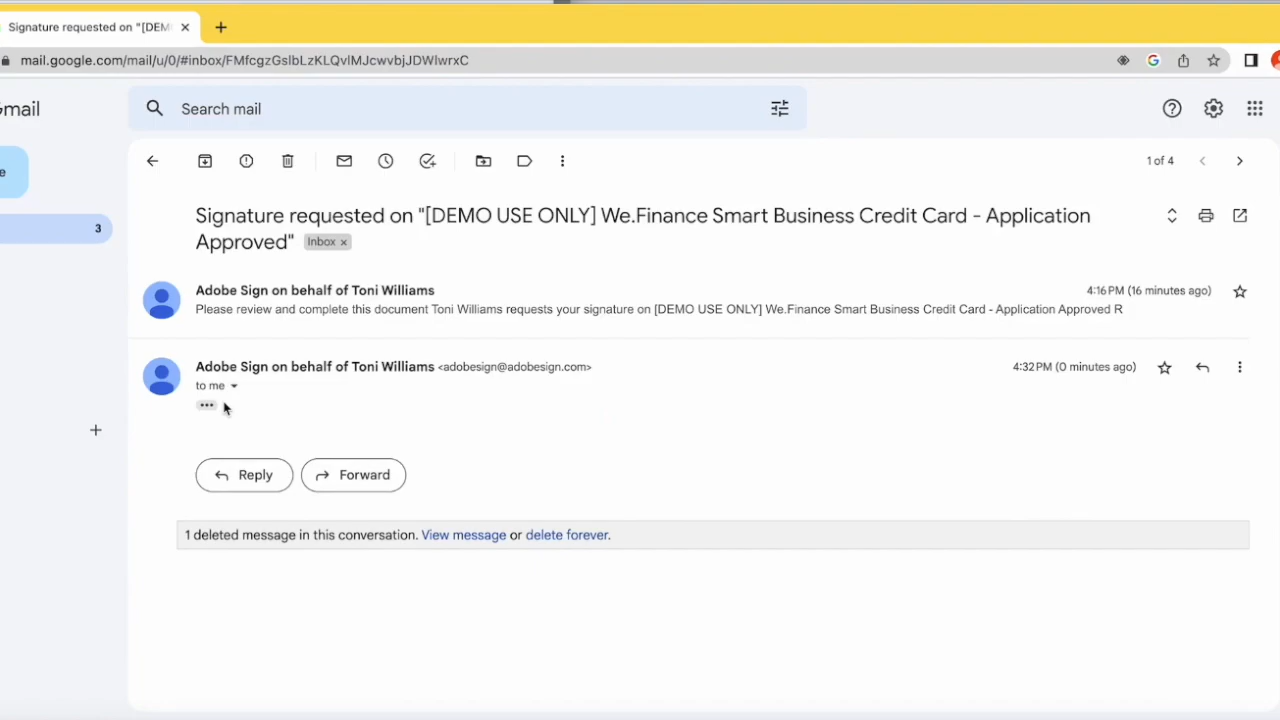 Signature requested on "[DEM
mail.google.com/mail/u/0/#inbox/FMfcgzGslbLzKLQvlMJcwvbjJDWlwrxC
Gmail
Search mail
e
1 of 4
3
Signature requested on "[DEMO USE ONLY] We.Finance Smart Business Credit Card - Application
Approved" Inbox x
Adobe Sign on behalf of Toni Williams 4:16 PM (16 minutes ago)
Please review and complete this document Toni Williams requests your signature on [DEMO USE ONLY] We.Finance Smart Business Credit Card - Application Approved R
Adobe Sign on behalf of Toni Williams <adobesign@adobesign.com> 4:32 PM (0 minutes ago)
to me
Reply Forward
1 deleted message in this conversation. View message or delete forever.